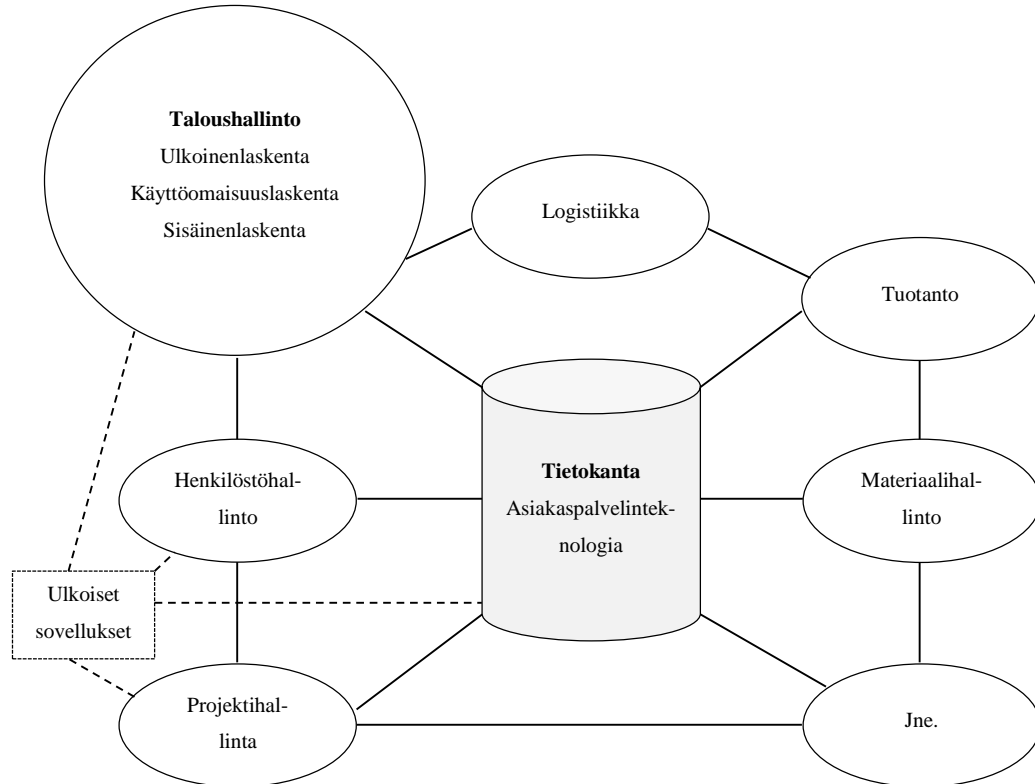 Taloushallinto
Ulkoinenlaskenta
Käyttöomaisuuslaskenta
Sisäinenlaskenta
Logistiikka
Tuotanto
Tietokanta
Asiakaspalvelintek-
nologia
Henkilöstöhal-
linto
Materiaalihal-
linto
Ulkoiset
sovellukset
Projektihal-
linta
Jne.